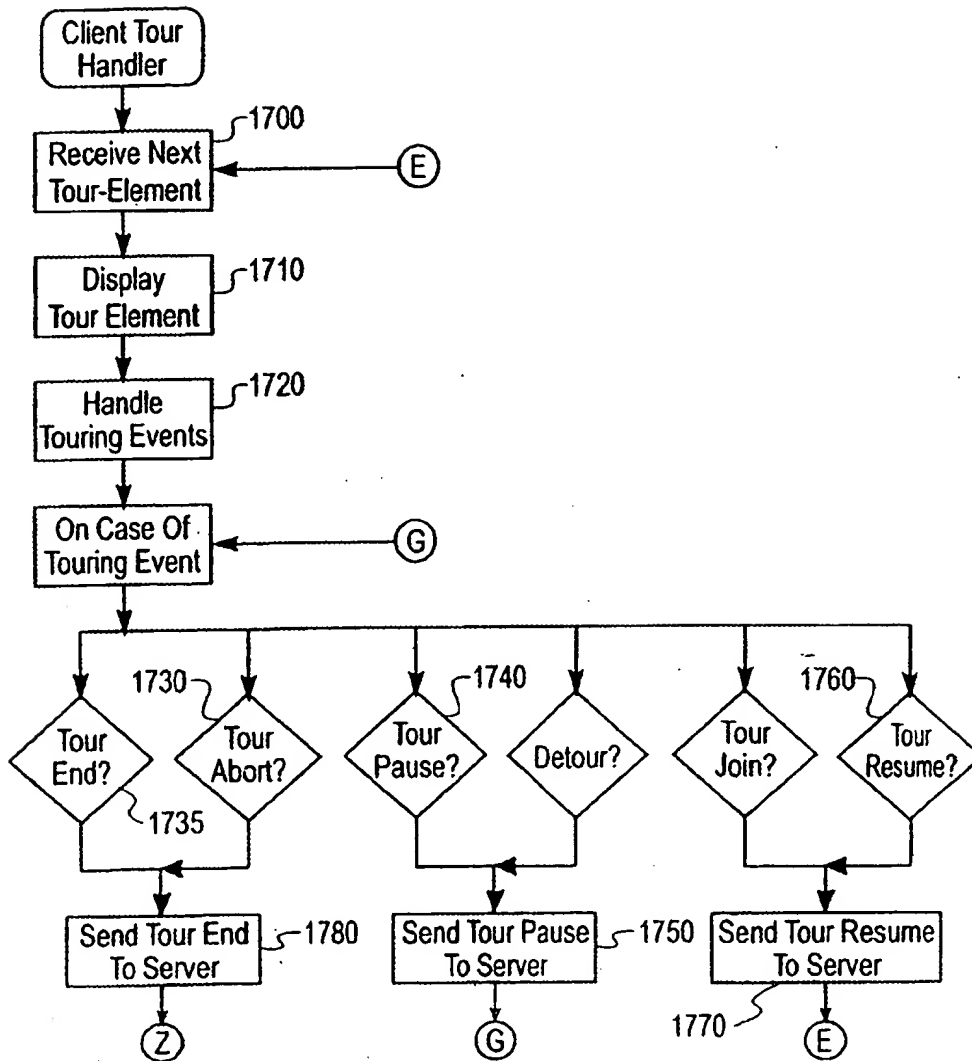 Client Tour
Handler
1700
Receive Next
Tour-Element
E
1710
Display
Tour Element
1720
Handle
Touring Events
On Case Of
Touring Event
G
1730
1740
1760
Tour
End?
Tour
Abort?
Tour
Pause?
Detour?
Tour
Join?
Tour
Resume?
1735
Send Tour End
To Server
1780
Send Tour Pause
To Server
1750
Send Tour Resume
To Server
1770
Z
G
E